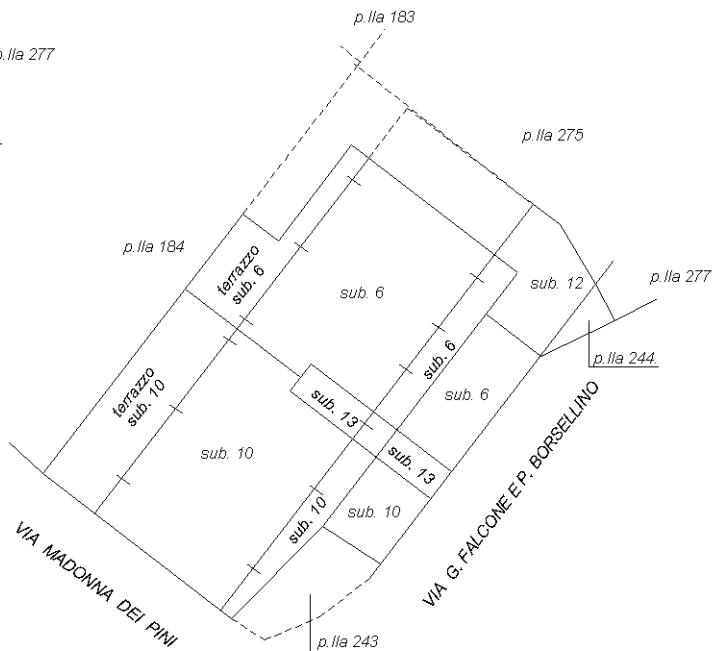 p.lla 183
p.lla 277
p.lla 275
p.lla 184
terrazzo
sub. 6
sub. 6
sub. 12
p.lla 277
sub. 6
p.lla 244.
terrazzo
sub. 10
sub. 6
sub. 13
sub. 13
sub. 10
sub. 10
sub. 10
VIA MADONNA DEI PINI
VIA G. FALCONE E P. BORSELLINO
p.lla 243